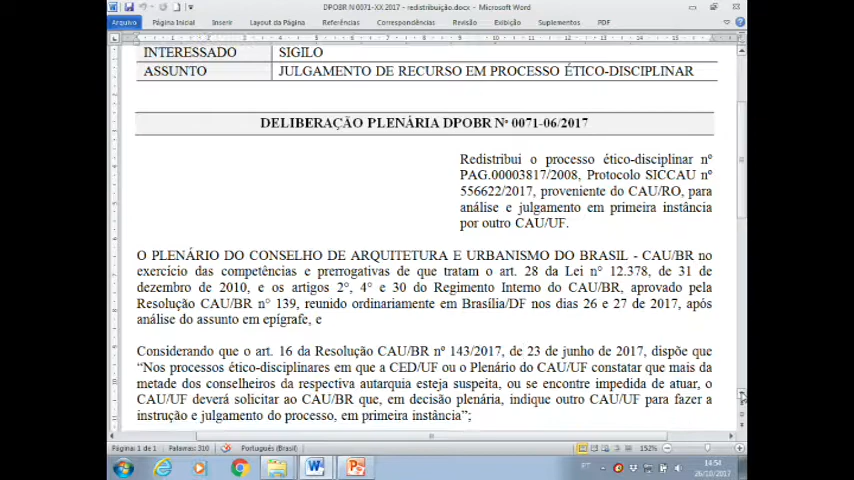 DPOBR N 0071-XX 2017 - redistribuição.docx - Microsoft Word
Arquivo Página Inicial Inserir Layout da Página Referências Correspondências Revisão Exibição Suplementos PDF
INTERESSADO SIGILO
ASSUNTO JULGAMENTO DE RECURSO EM PROCESSO ÉTICO-DISCIPLINAR
DELIBERAÇÃO PLENÁRIA DPOBR Nº 0071-06/2017
Redistribui o processo ético-disciplinar nº
PAG.00003817/2008, Protocolo SICCAU nº
556622/2017, proveniente do CAU/RO, para
análise e julgamento em primeira instância
por outro CAU/UF.
O PLENÁRIO DO CONSELHO DE ARQUITETURA E URBANISMO DO BRASIL - CAU/BR no
exercício das competências e prerrogativas de que tratam o art. 28 da Lei n° 12.378, de 31 de
dezembro de 2010, e os artigos 2°, 4° e 30 do Regimento Interno do CAU/BR, aprovado pela
Resolução CAU/BR n° 139, reunido ordinariamente em Brasília/DF nos dias 26 e 27 de 2017, após
análise do assunto em epígrafe, e
Considerando que o art. 16 da Resolução CAU/BR nº 143/2017, de 23 de junho de 2017, dispõe que
“Nos processos ético-disciplinares em que a CED/UF ou o Plenário do CAU/UF constatar que mais da
metade dos conselheiros da respectiva autarquia esteja suspeita, ou se encontre impedida de atuar, o
CAU/UF deverá solicitar ao CAU/BR que, em decisão plenária, indique outro CAU/UF para fazer a
instrução e julgamento do processo, em primeira instância”;
Página: 1 de 1 Palavras: 310 Português (Brasil) 152%
PT 14:54
26/10/2017